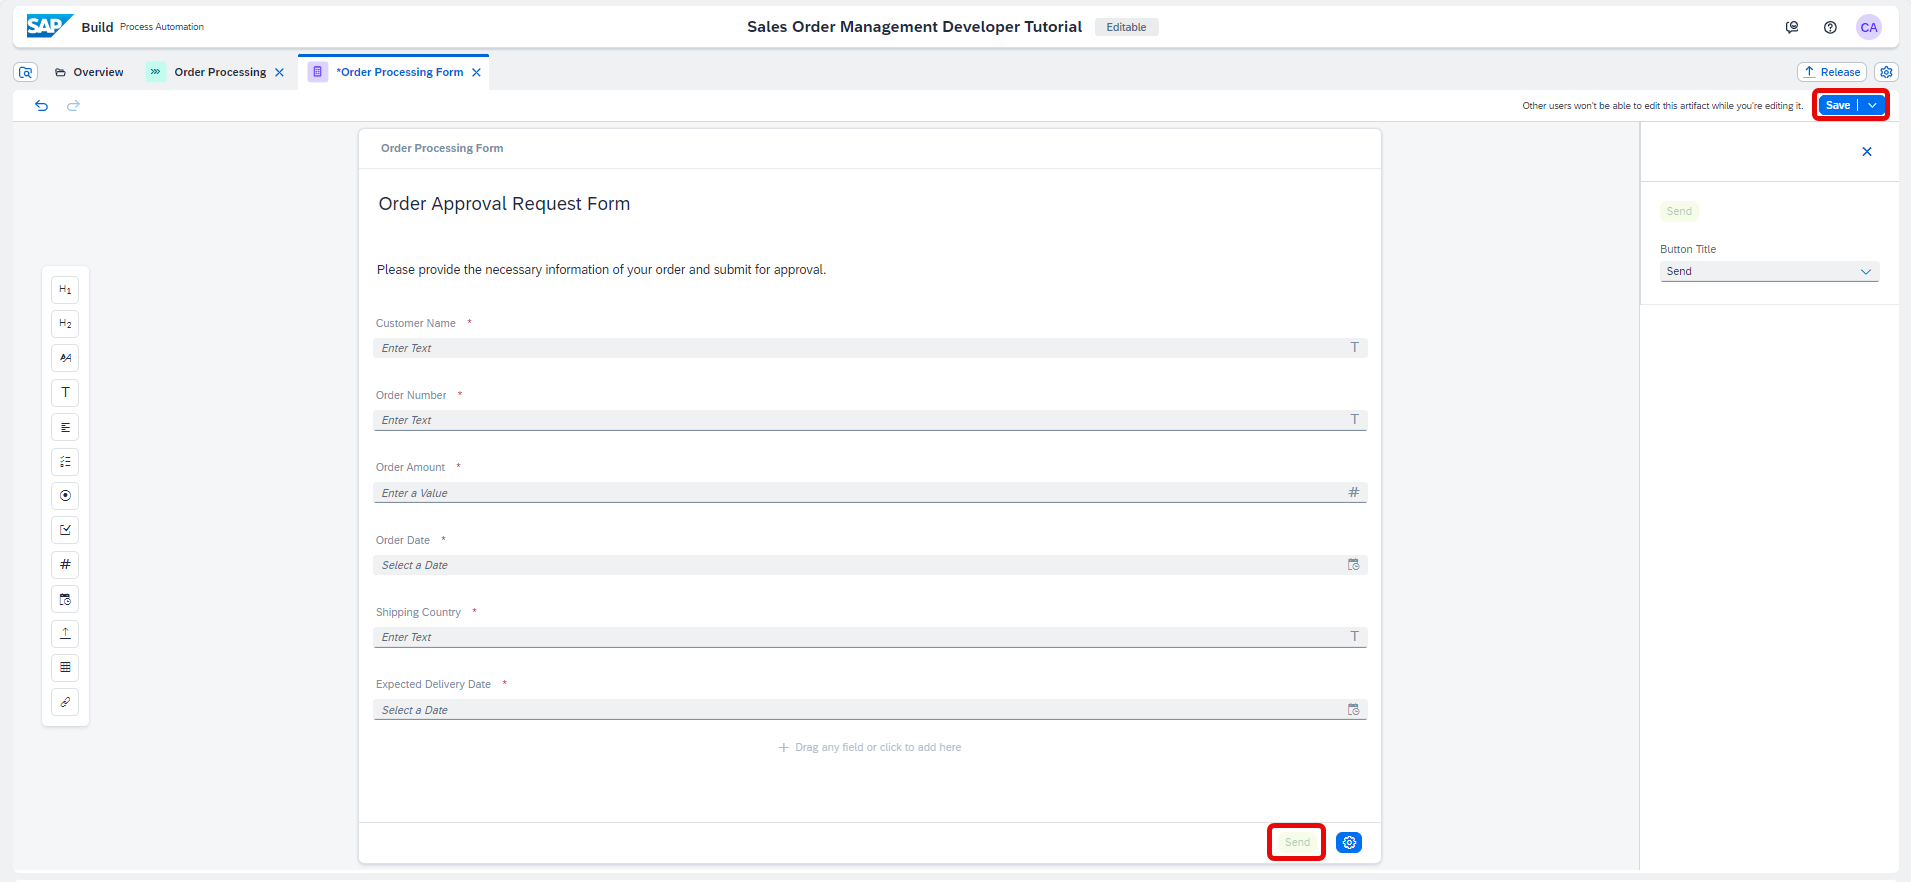 SAP Build Process Automation
Sales Order Management Developer Tutorial Editable
CA
Overview
Order Processing
*Order Processing Form
Release
Other users won't be able to edit this artifact while you're editing it.
Save
Order Processing Form
Order Approval Request Form
Please provide the necessary information of your order and submit for approval.
Customer Name *
Enter Text T
Order Number *
Enter Text T
Order Amount *
Enter a Value #
Order Date *
Select a Date
Shipping Country *
Enter Text T
Expected Delivery Date *
Select a Date
+ Drag any field or click to add here
Send
H1
H2
AA
T
#
Send
Button Title
Send